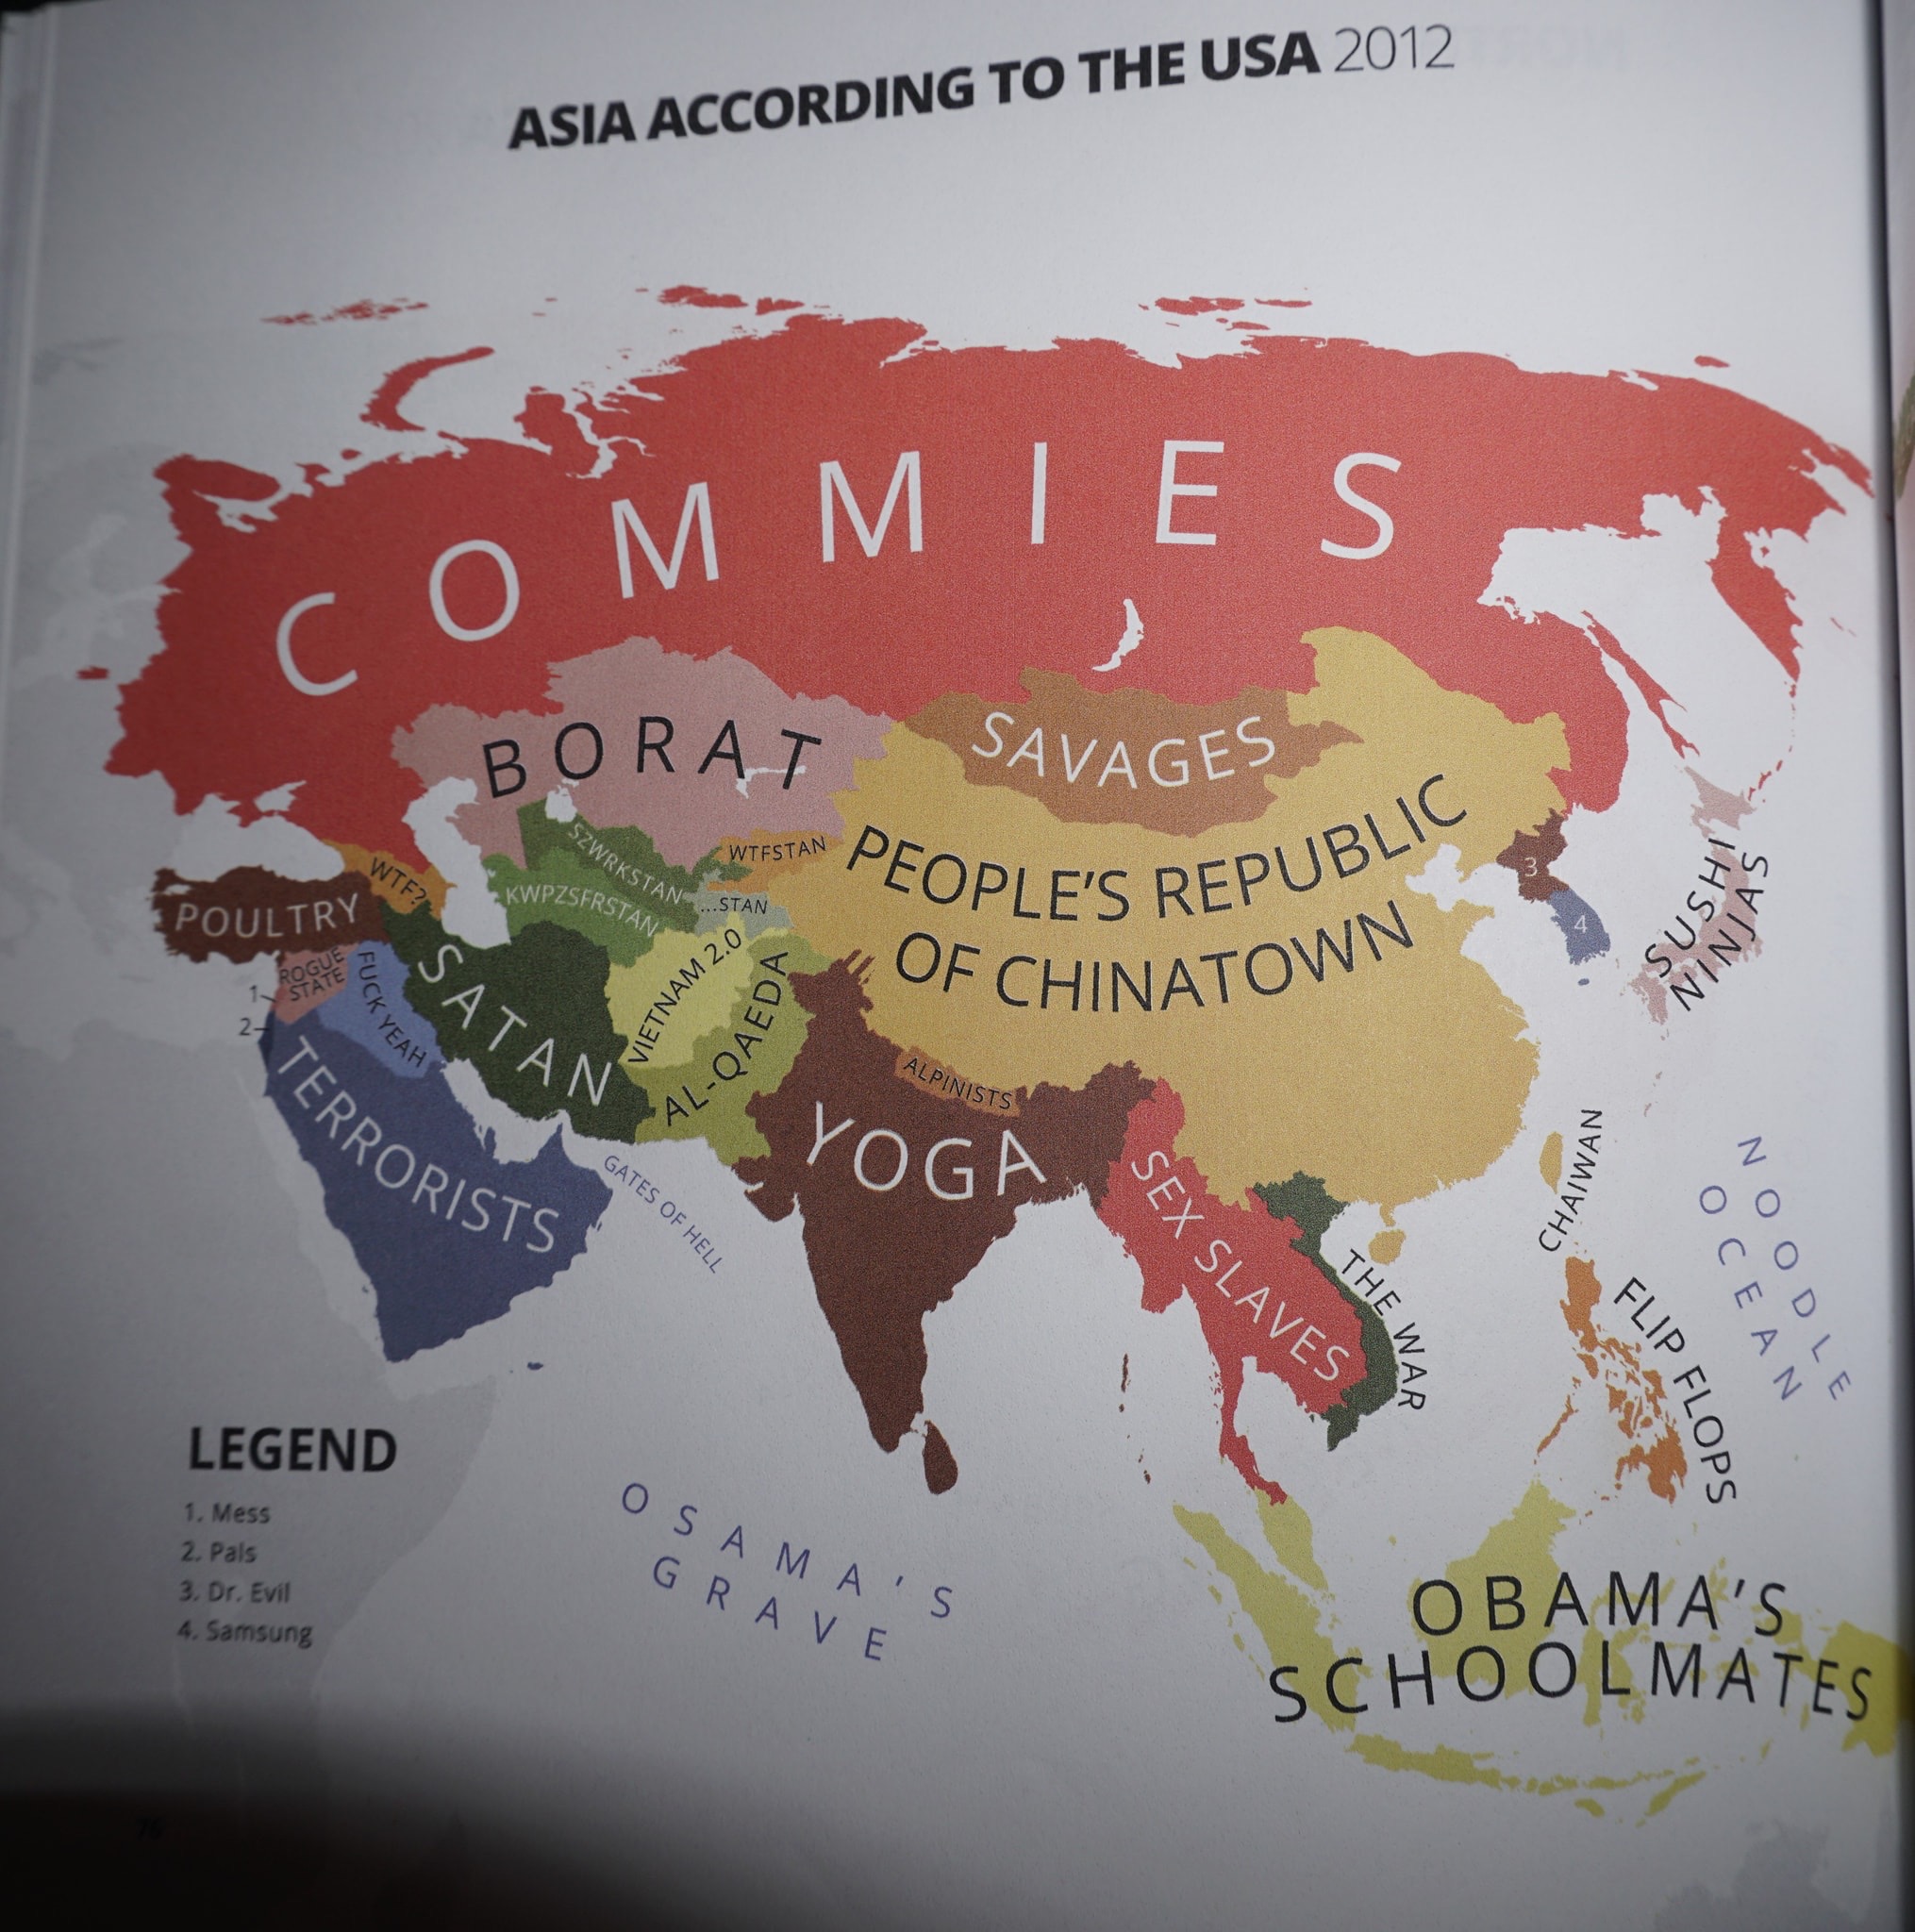 ASIA ACCORDING TO THE USA 2012
COMMIES
BORAT
SAVAGES
SZWRKSTAN
WTFSTAN
PEOPLE'S REPUBLIC
OF CHINATOWN
WTF?
KWPZSFRSTAN
...STAN
3
4
SUSHI
NINJAS
POULTRY
ROGUE
STATE
FUCK YEAH
SATAN
VIETNAM 2.0
AL-QAEDA
1
2
TERRORISTS
ALPINISTS
YOGA
GATES OF HELL
SEX SLAVES
THE WAR
CHAIWAN
NOODLE
OCEAN
FLIP FLOPS
LEGEND
1. Mess
2. Pals
3. Dr. Evil
4. Samsung
OSAMA'S
GRAVE
OBAMA'S
SCHOOLMATES
76